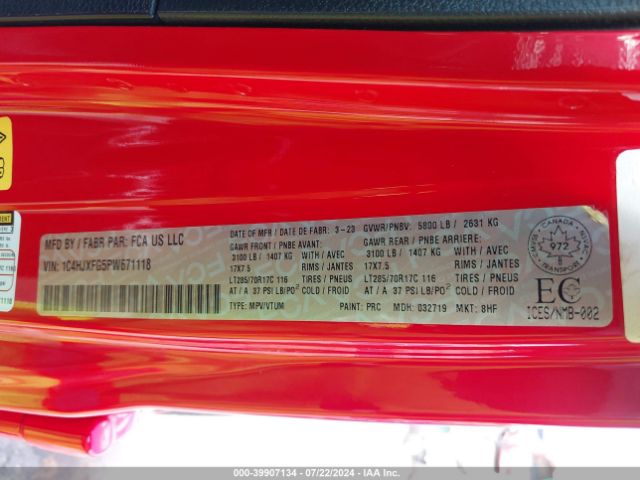 MFD BY / FABR PAR: FCA US LLC
VIN: 1C4HJXFG5PW671118
DATE OF MFR / DATE DE FABR: 3-23 GVWR/PNBV: 5800 LB / 2631 KG
GAWR FRONT / PNBE AVANT: GAWR REAR / PNBE ARRIERE:
3100 LB / 1407 KG WITH / AVEC 3100 LB / 1407 KG WITH / AVEC
17X7.5 RIMS / JANTES 17X7.5 RIMS / JANTES
LT285/70R17C 116 TIRES / PNEUS LT285/70R17C 116 TIRES / PNEUS
AT / A 37 PSI LB/PO² COLD / FROID AT / A 37 PSI LB/PO² COLD / FROID
TYPE: MPV/VTUM PAINT: PRC MDH: 032719 MKT: 8HF
CANADA
972
EC
ICES/NMB-002
000-39907134 - 07/22/2024 - IAAI.com